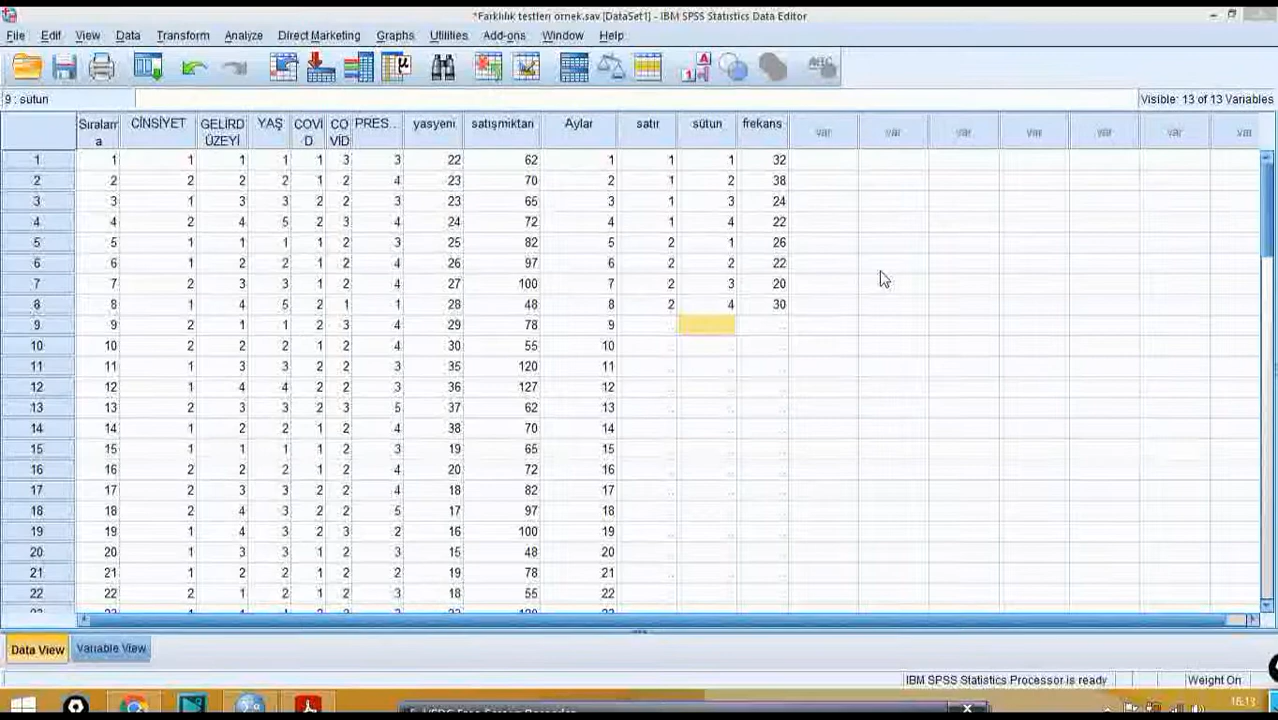 *Farklılık testleri örnek.sav [DataSet1] - IBM SPSS Statistics Data Editor
File Edit View Data Transform Analyze Direct Marketing Graphs Utilities Add-ons Window Help
9 : sütun Visible: 13 of 13 Variables
Sıralama CİNSİYET GELİRDÜZEYİ YAŞ COVİD COVİD PRES... yasyeni satışmiktarı Aylar satır sütun frekans var var var var var var var
1 1 1 1 1 1 3 3 22 62 1 1 1 32
2 2 2 2 2 1 2 4 23 70 2 1 2 38
3 3 1 3 3 2 2 3 23 65 3 1 3 24
4 4 2 4 5 2 3 4 24 72 4 1 4 22
5 5 1 1 1 1 2 3 25 82 5 2 1 26
6 6 1 2 2 1 2 4 26 97 6 2 2 22
7 7 2 3 3 1 2 4 27 100 7 2 3 20
8 8 1 4 5 2 1 1 28 48 8 2 4 30
9 9 2 1 1 2 3 4 29 78 9 . . .
10 10 2 2 2 1 2 4 30 55 10 . . .
11 11 1 3 3 2 2 3 35 120 11 . . .
12 12 1 4 4 2 2 3 36 127 12 . . .
13 13 2 3 3 2 3 5 37 62 13 . . .
14 14 1 2 2 1 2 4 38 70 14 . . .
15 15 1 1 1 1 2 3 19 65 15 . . .
16 16 2 2 2 1 2 4 20 72 16 . . .
17 17 2 3 3 2 2 4 18 82 17 . . .
18 18 2 4 3 2 2 5 17 97 18 . . .
19 19 1 4 3 2 3 2 16 100 19 . . .
20 20 1 3 3 1 2 3 15 48 20 . . .
21 21 1 2 2 1 2 2 19 78 21 . . .
22 22 2 1 2 1 2 3 18 55 22 . . .
Data View Variable View
IBM SPSS Statistics Processor is ready Weight On
16:13